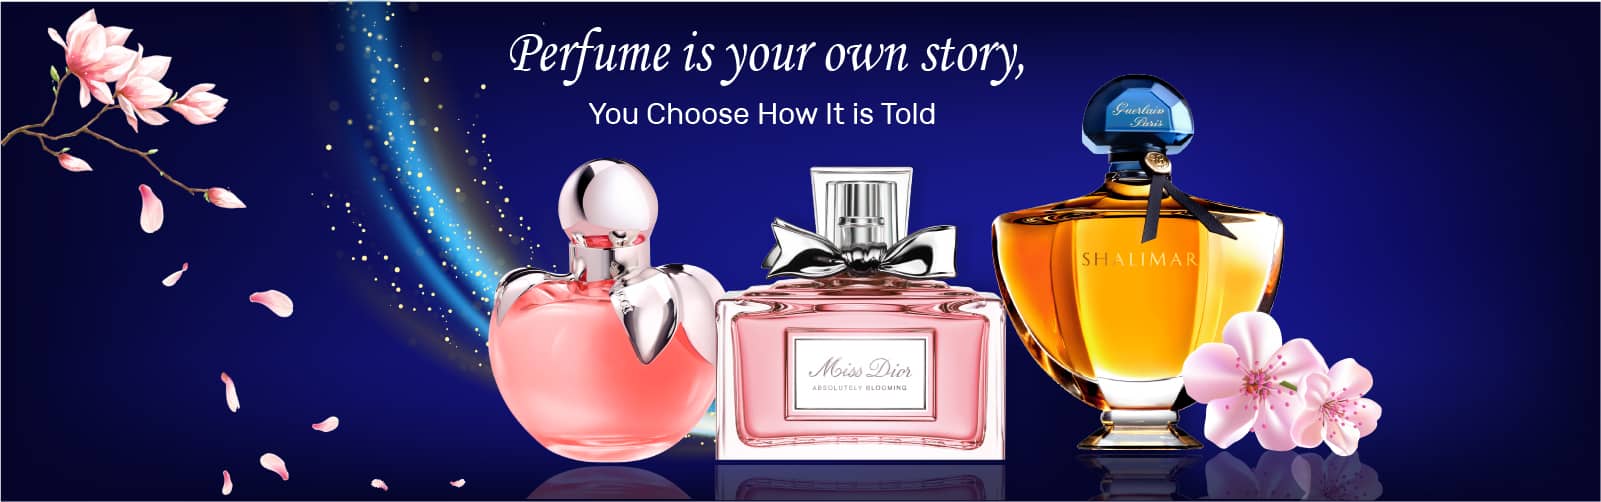 Perfume is your own story,
You Choose How It is Told
Guerlain
Paris
SHALIMAR
Miss Dior
ABSOLUTELY BLOOMING